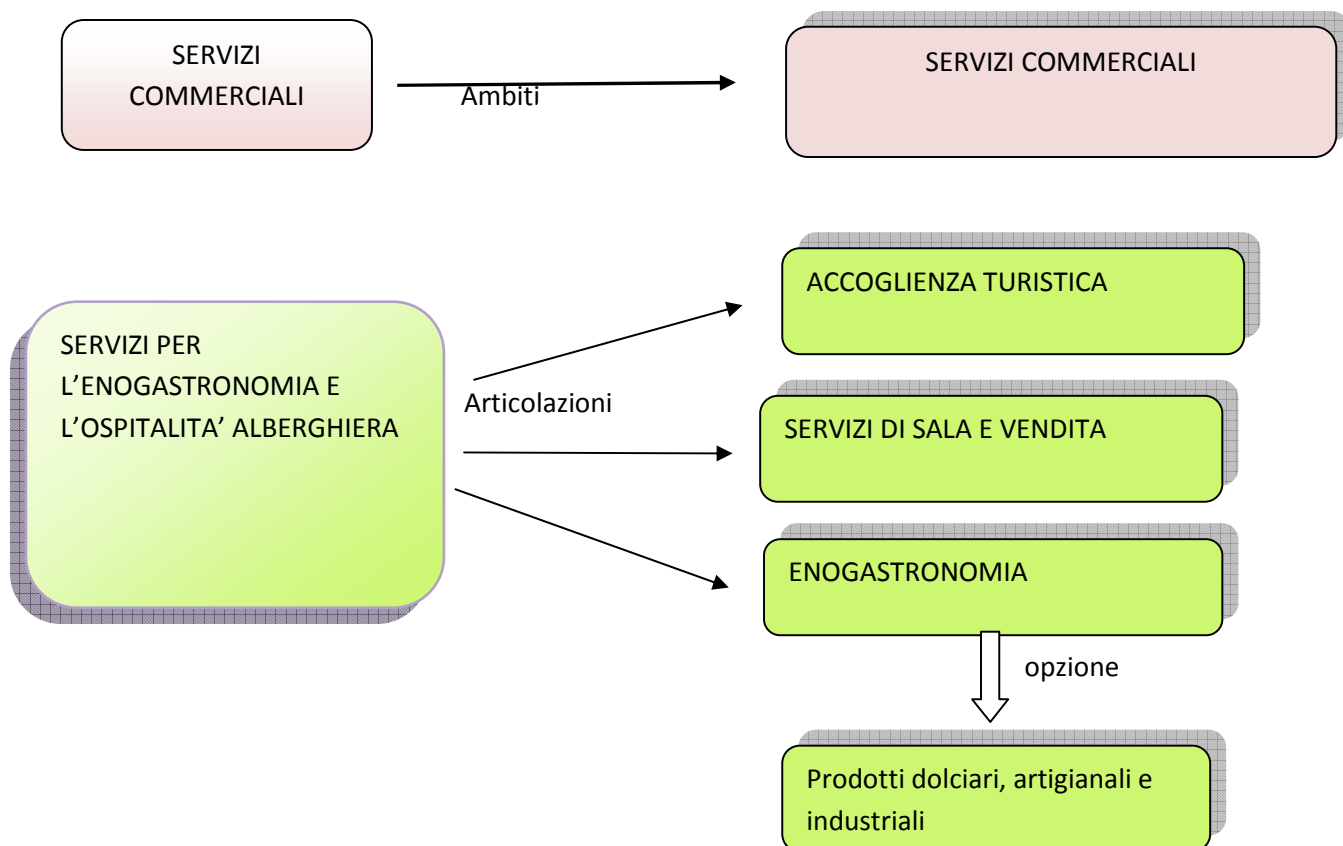 SERVIZI
COMMERCIALI
Ambiti
SERVIZI COMMERCIALI
SERVIZI PER
L’ENOGASTRONOMIA E
L’OSPITALITA’ ALBERGHIERA
Articolazioni
ACCOGLIENZA TURISTICA
SERVIZI DI SALA E VENDITA
ENOGASTRONOMIA
opzione
Prodotti dolciari, artigianali e
industriali